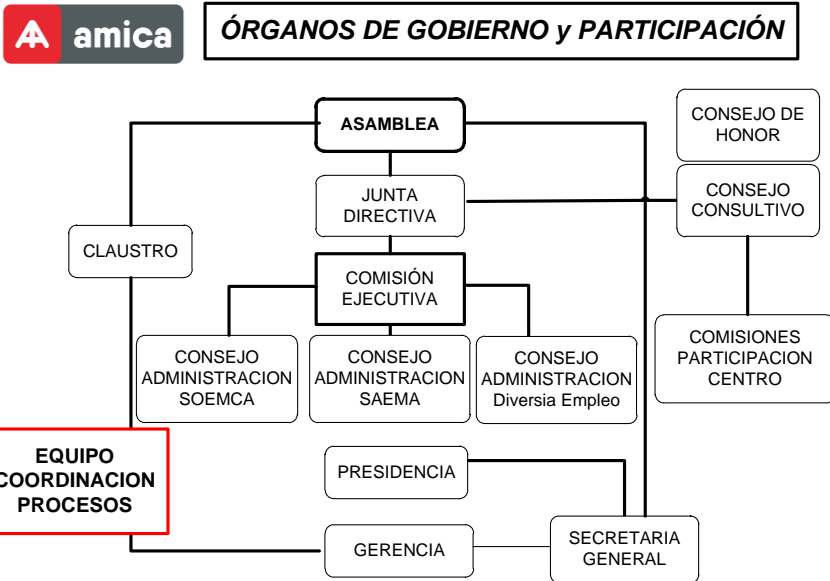 amica
ÓRGANOS DE GOBIERNO y PARTICIPACIÓN
ASAMBLEA
CONSEJO DE
HONOR
JUNTA
DIRECTIVA
CONSEJO
CONSULTIVO
CLAUSTRO
COMISIÓN
EJECUTIVA
CONSEJO
ADMINISTRACION
SOEMCA
CONSEJO
ADMINISTRACION
SAEMA
CONSEJO
ADMINISTRACION
Diversia Empleo
COMISIONES
PARTICIPACION
CENTRO
EQUIPO
COORDINACION
PROCESOS
PRESIDENCIA
GERENCIA
SECRETARIA
GENERAL